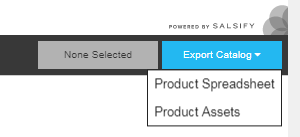 POWERED BY SALSIFY
None Selected
Export Catalog
Product Spreadsheet
Product Assets